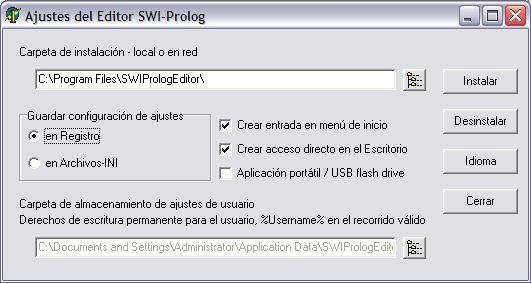 Ajustes del Editor SWI-Prolog
Carpeta de instalación - local o en red
C:\Program Files\SWIPrologEditor\
Instalar
Guardar configuración de ajustes
en Registro
en Archivos-INI
Crear entrada en menú de inicio
Crear acceso directo en el Escritorio
Aplicación portátil / USB flash drive
Desinstalar
Idioma
Cerrar
Carpeta de almacenamiento de ajustes de usuario
Derechos de escritura permanente para el usuario, %Username% en el recorrido válido
C:\Documents and Settings\Administrator\Application Data\SWIPrologEdito